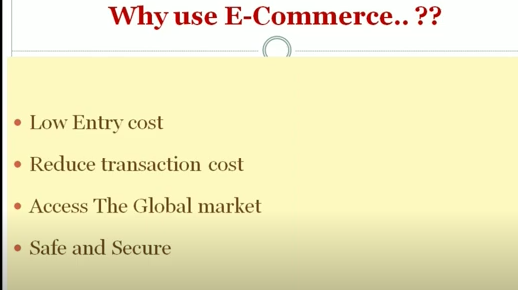 Why use E-Commerce.. ??
• Low Entry cost
• Reduce transaction cost
• Access The Global market
• Safe and Secure